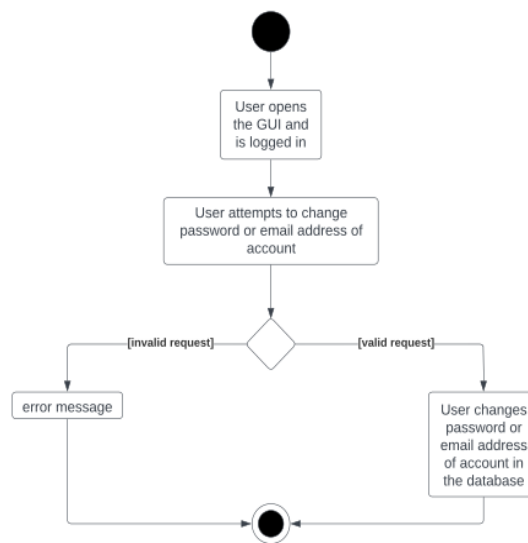 User opens
the GUI and
is logged in
User attempts to change
password or email address of
account
[invalid request]
[valid request]
error message
User changes
password or
email address
of account in
the database